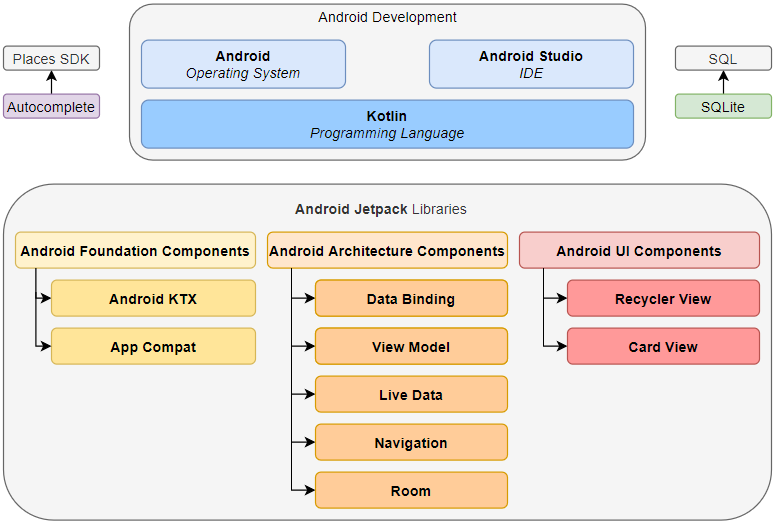 Android Development
Places SDK
Autocomplete
Android
Operating System
Android Studio
IDE
Kotlin
Programming Language
SQL
SQLite
Android Jetpack Libraries
Android Foundation Components
Android KTX
App Compat
Android Architecture Components
Data Binding
View Model
Live Data
Navigation
Room
Android UI Components
Recycler View
Card View